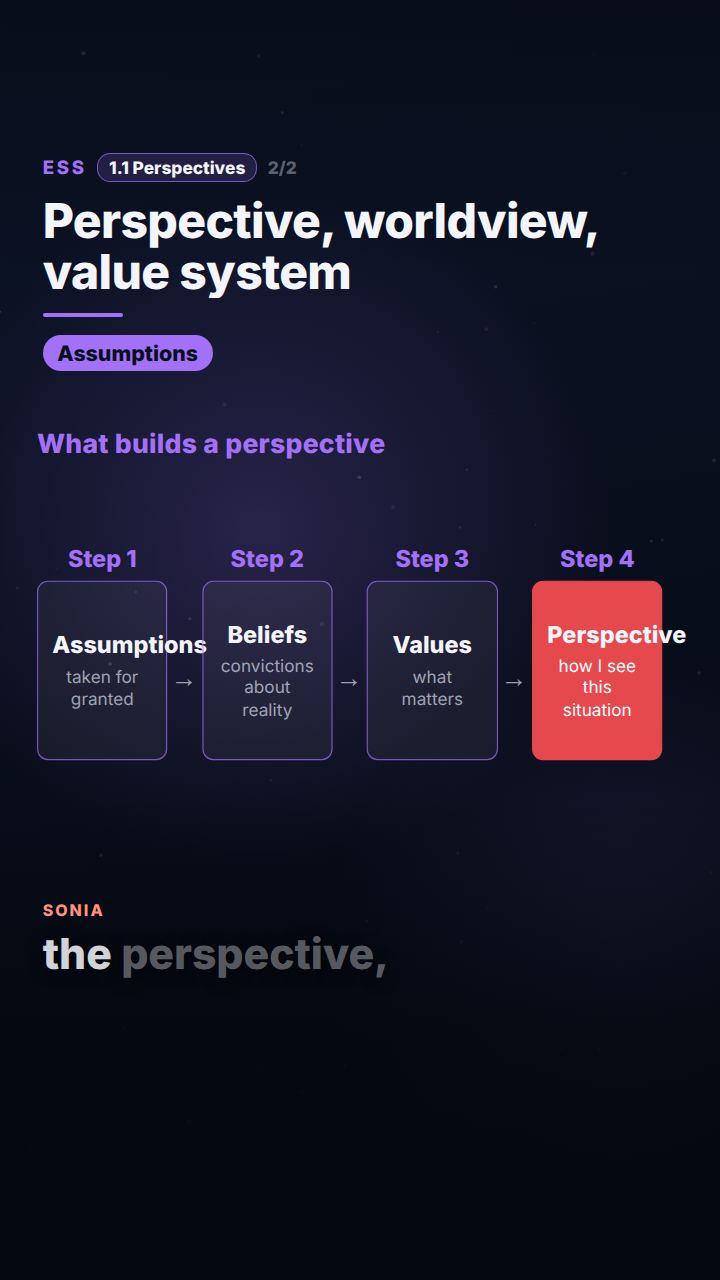 ESS 1.1 Perspectives 2/2
Perspective, worldview,
value system
Assumptions
What builds a perspective
Step 1 Step 2 Step 3 Step 4
Assumptions
taken for
granted
→
Beliefs
convictions
about
reality
→
Values
what
matters
→
Perspective
how I see
this
situation
SONIA
the perspective,